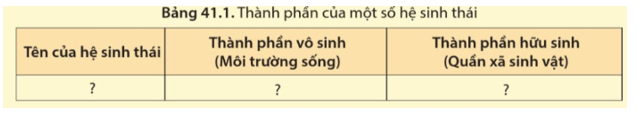 Bảng 41.1. Thành phần của một số hệ sinh thái
Tên của hệ sinh thái
Thành phần vô sinh
(Môi trường sống)
Thành phần hữu sinh
(Quần xã sinh vật)
? ? ?